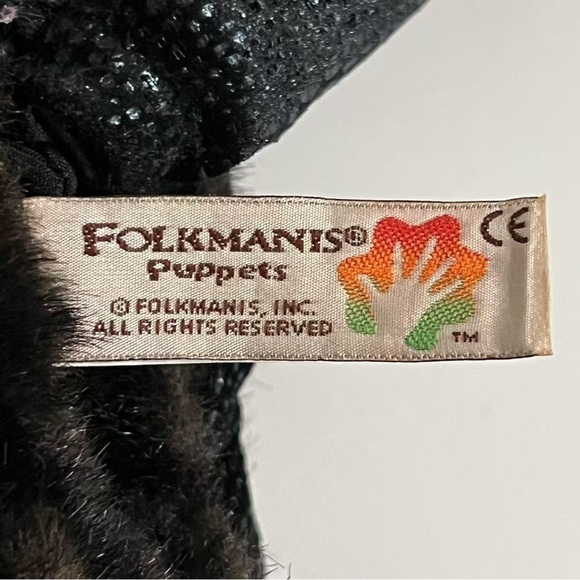 FOLKMANIS®
Puppets
© FOLKMANIS, INC.
ALL RIGHTS RESERVED
TM
CE